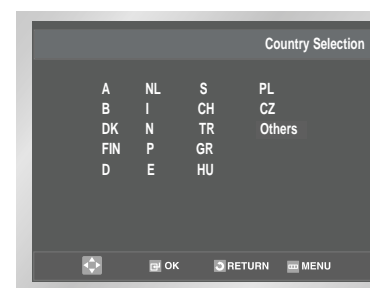 Country Selection
A NL S PL
B I CH CZ
DK N TR Others
FIN P GR
D E HU
OK RETURN MENU